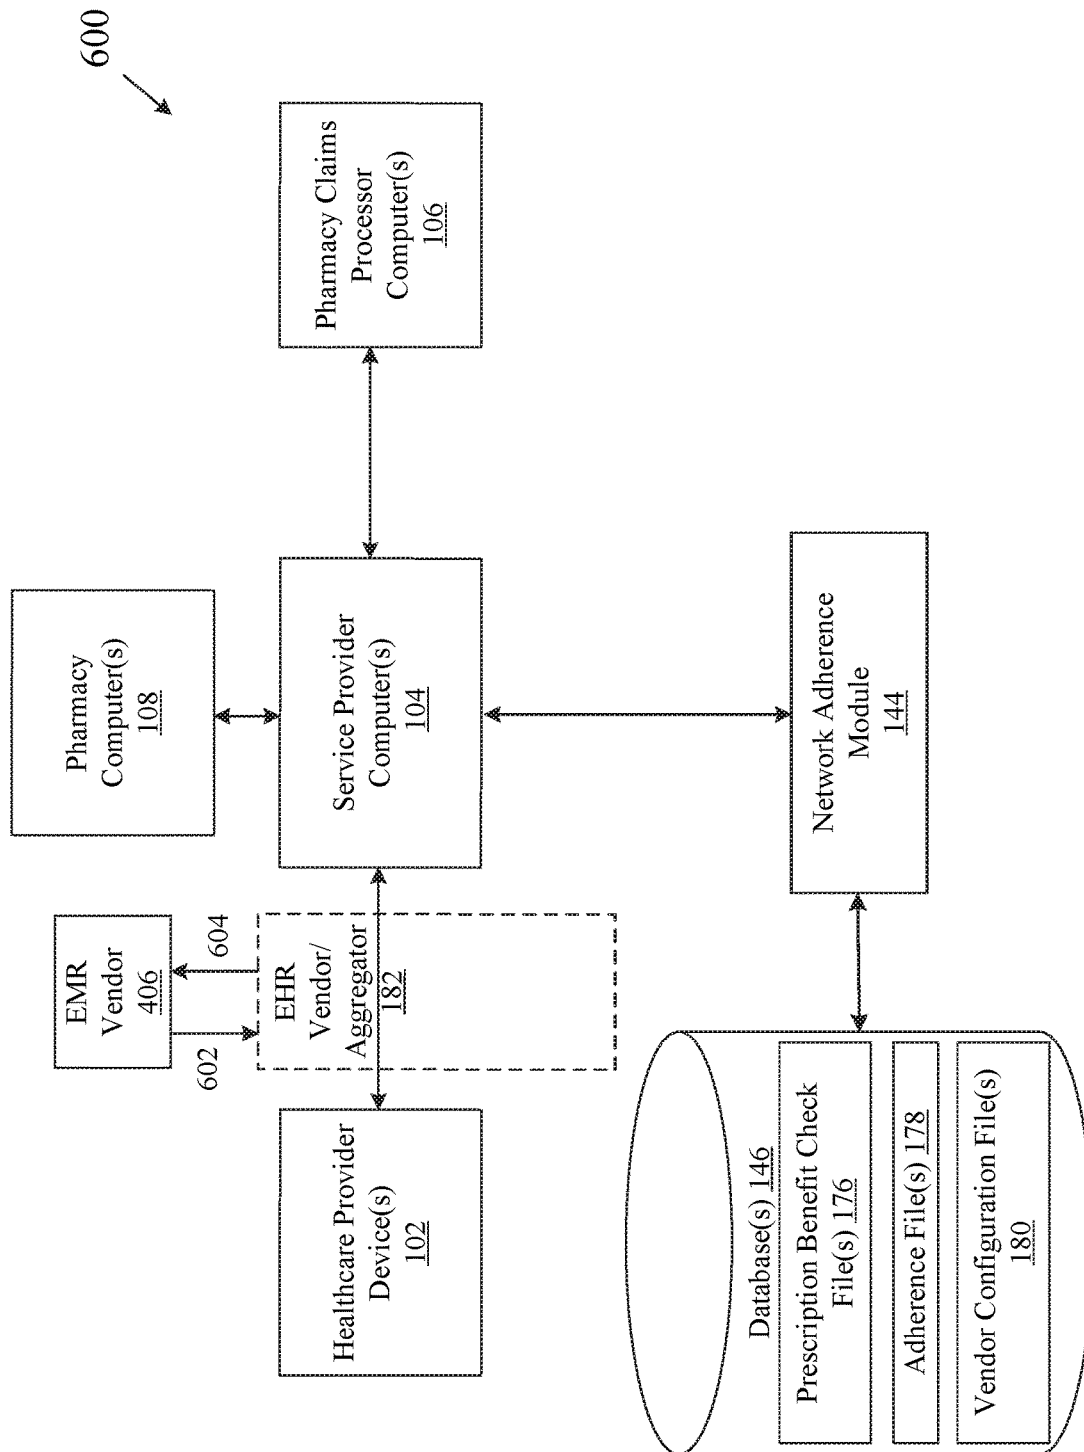 600
Pharmacy
Computer(s)
108
EMR
Vendor
406
602
604
Healthcare Provider
Device(s)
102
EHR
Vendor/
Aggregator
182
Service Provider
Computer(s)
104
Pharmacy Claims
Processor
Computer(s)
106
Database(s) 146
Prescription Benefit Check
File(s) 176
Adherence File(s) 178
Vendor Configuration File(s)
180
Network Adherence
Module
144